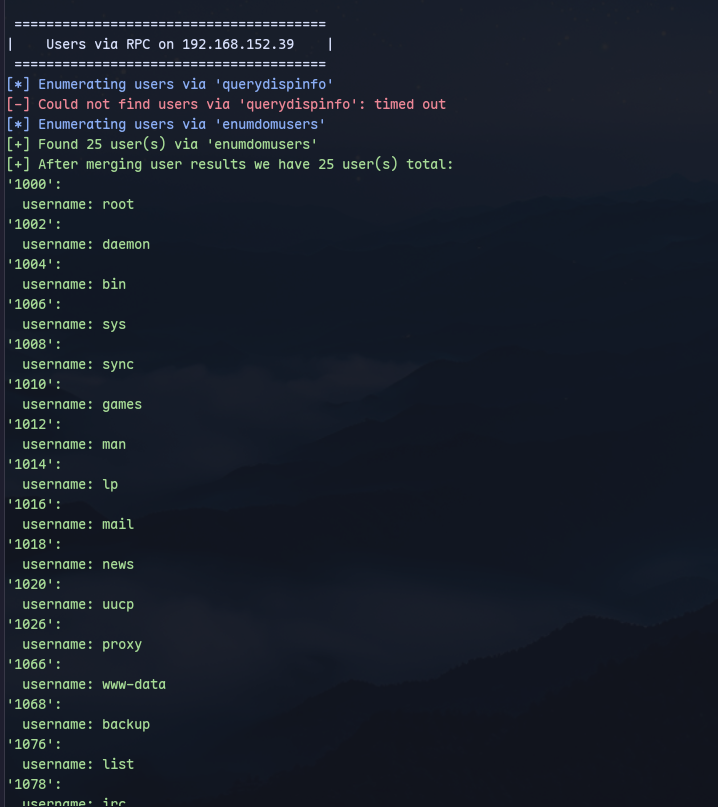 =======================================
|    Users via RPC on 192.168.152.39    |
=======================================
[*] Enumerating users via 'querydispinfo'
[-] Could not find users via 'querydispinfo': timed out
[*] Enumerating users via 'enumdomusers'
[+] Found 25 user(s) via 'enumdomusers'
[+] After merging user results we have 25 user(s) total:
'1000':
  username: root
'1002':
  username: daemon
'1004':
  username: bin
'1006':
  username: sys
'1008':
  username: sync
'1010':
  username: games
'1012':
  username: man
'1014':
  username: lp
'1016':
  username: mail
'1018':
  username: news
'1020':
  username: uucp
'1026':
  username: proxy
'1066':
  username: www-data
'1068':
  username: backup
'1076':
  username: list
'1078':
  username: irc